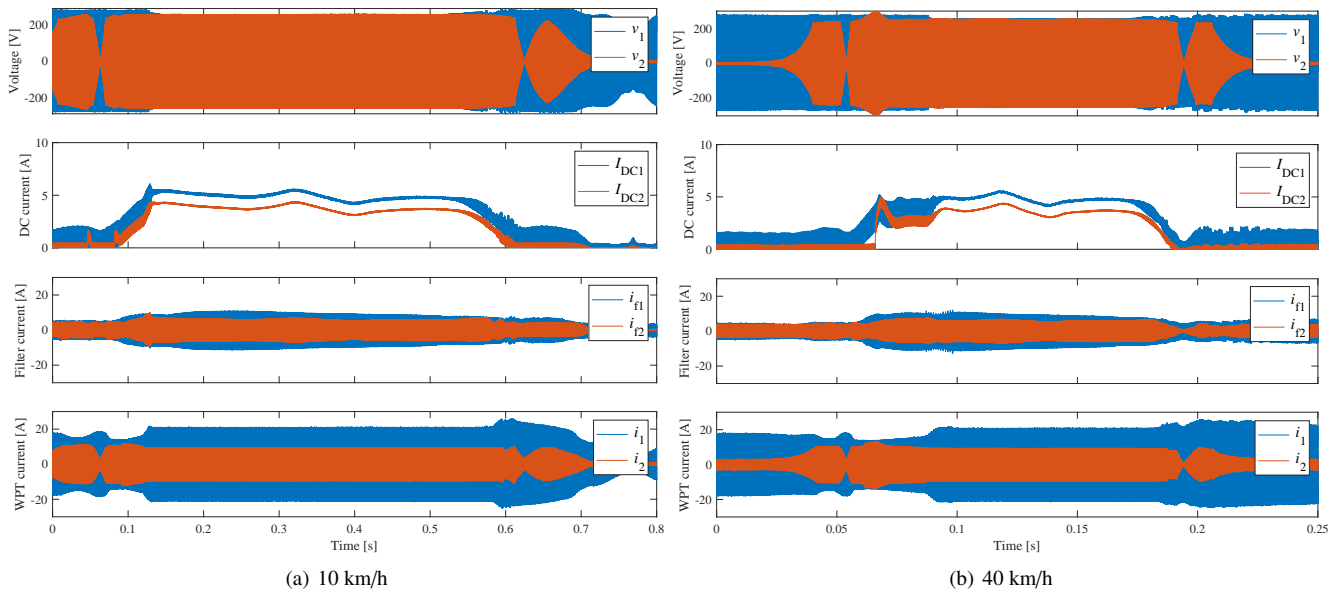 200
0
-200
Voltage [V]
v1
v2
10
5
0
DC current [A]
IDC1
IDC2
20
0
-20
Filter current [A]
if1
if2
20
0
-20
WPT current [A]
i1
i2
0 0.1 0.2 0.3 0.4 0.5 0.6 0.7 0.8
Time [s]
(a) 10 km/h
200
0
-200
Voltage [V]
v1
v2
10
5
0
DC current [A]
IDC1
IDC2
20
0
-20
Filter current [A]
if1
if2
20
0
-20
WPT current [A]
i1
i2
0 0.05 0.1 0.15 0.2 0.25
Time [s]
(b) 40 km/h